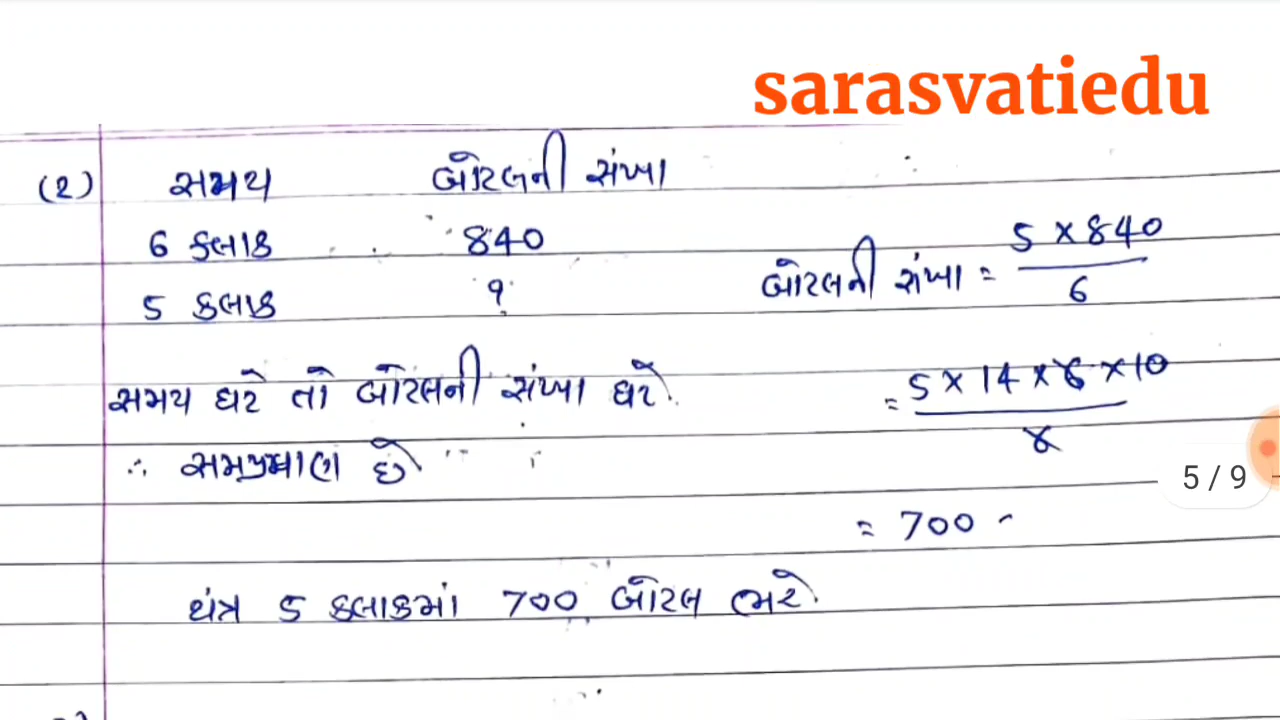 sarasvatiedu
(૨) સમય બૉટલની સંખ્યા
6 કલાક 840
5 કલાક ?
બૉટલની સંખ્યા = 5 × 840 / 6
સમય ઘટે તો બૉટલની સંખ્યા ઘટે.
= 5 × 14 × 6 × 10 / 6
∴ સમપ્રમાણ છે
5 / 9
= 700
યંત્ર 5 કલાકમાં 700 બૉટલ ભરે.